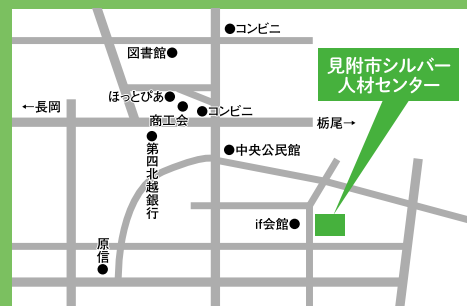 コンビニ
図書館
見附市シルバー
人材センター
ほっとぴあ
←長岡
コンビニ
商工会
栃尾→
第四北越銀行
中央公民館
if会館
原信